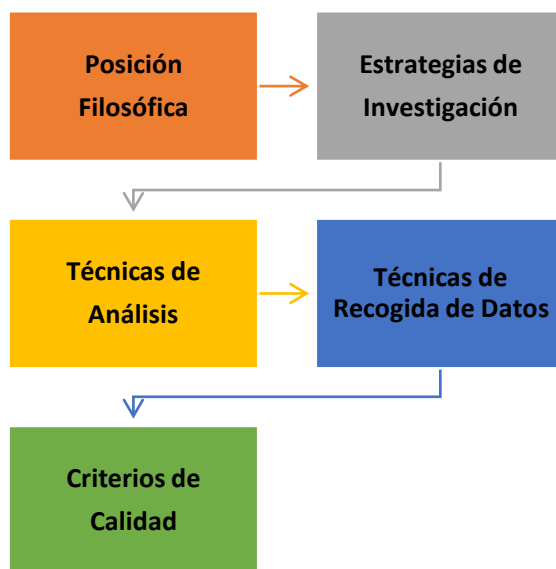 Posición
Filosófica
Estrategias de
Investigación
Técnicas de
Análisis
Técnicas de
Recogida de Datos
Criterios de
Calidad